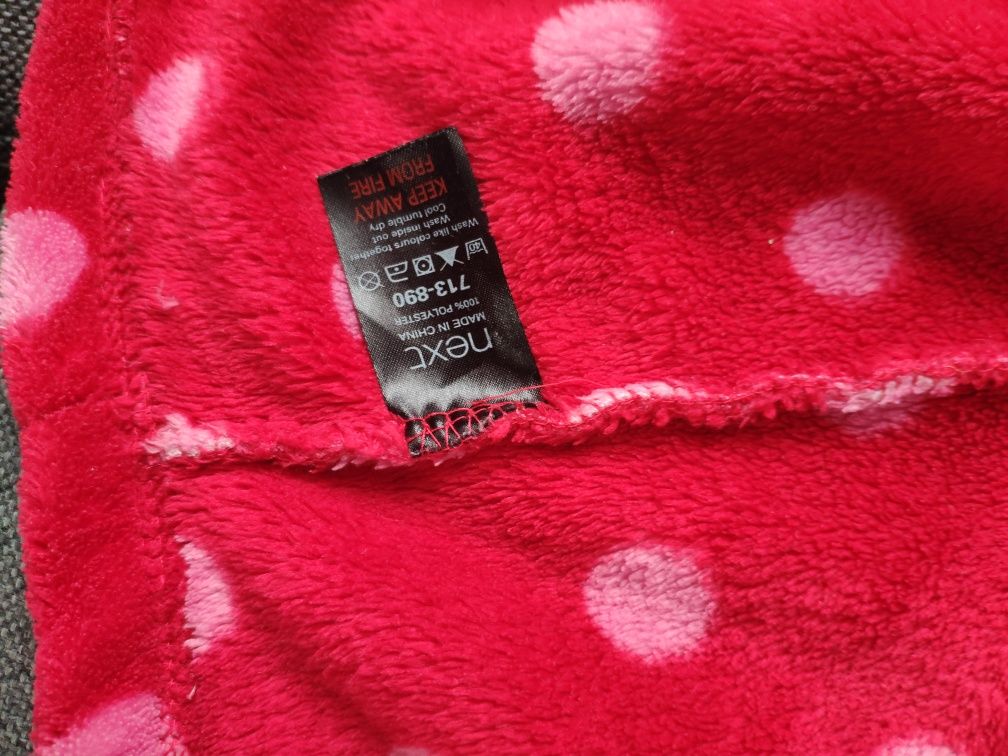 next
MADE IN CHINA
100% POLYESTER
713-890
40
Wash like colours together
Wash inside out
Cool tumble dry
KEEP AWAY
FROM FIRE